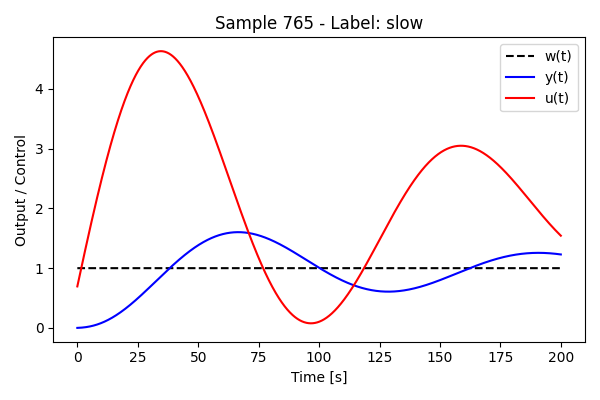 Sample 765 - Label: slow
w(t)
y(t)
u(t)
Output / Control
4
3
2
1
0
0 25 50 75 100 125 150 175 200
Time [s]